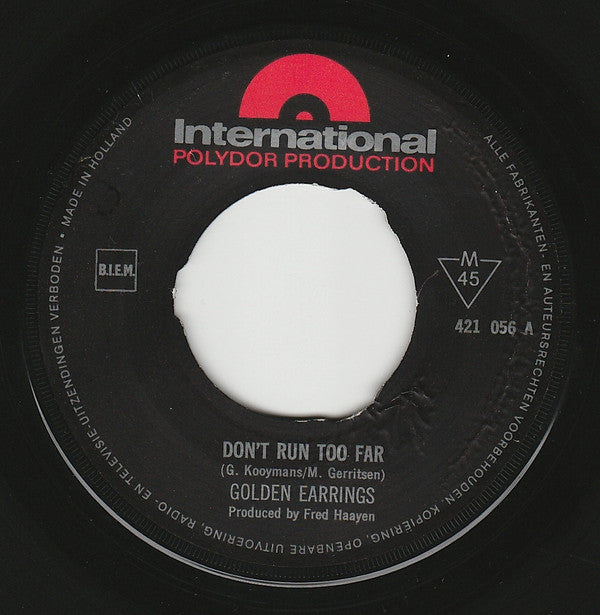 International
POLYDOR PRODUCTION
B.I.E.M.
M
45
421 056 A
DON'T RUN TOO FAR
(G. Kooymans/M. Gerritsen)
GOLDEN EARRINGS
Produced by Fred Haayen
ALLE FABRIKANTEN- EN AUTEURSRECHTEN VOORBEHOUDEN, KOPIERING, OPENBARE UITVOERING, RADIO- EN TELEVISIE-UITZENDINGEN VERBODEN • MADE IN HOLLAND